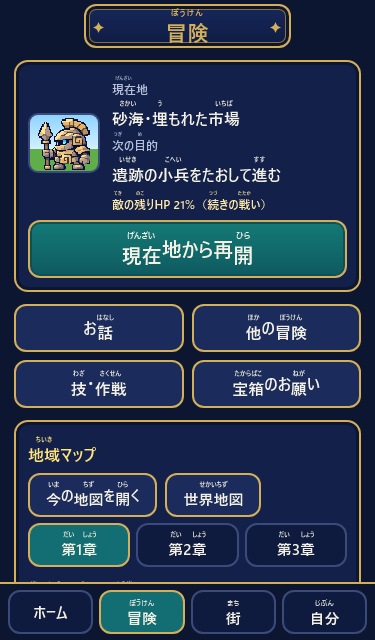 冒険
現在地
砂海・埋もれた市場
次の目的
遺跡の小兵をたおして進む
敵の残りHP 21%（続きの戦い）
現在地から再開
お話
他の冒険
技・作戦
宝箱のお願い
地域マップ
今の地図を開く
世界地図
第1章
第2章
第3章
ホーム
冒険
街
自分